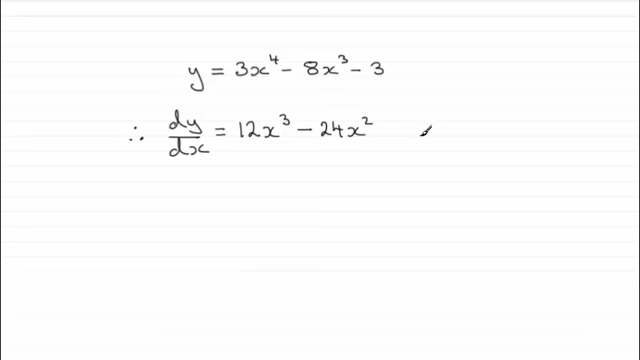 y = 3x⁴ - 8x³ - 3
∴ dy/dx = 12x³ - 24x²